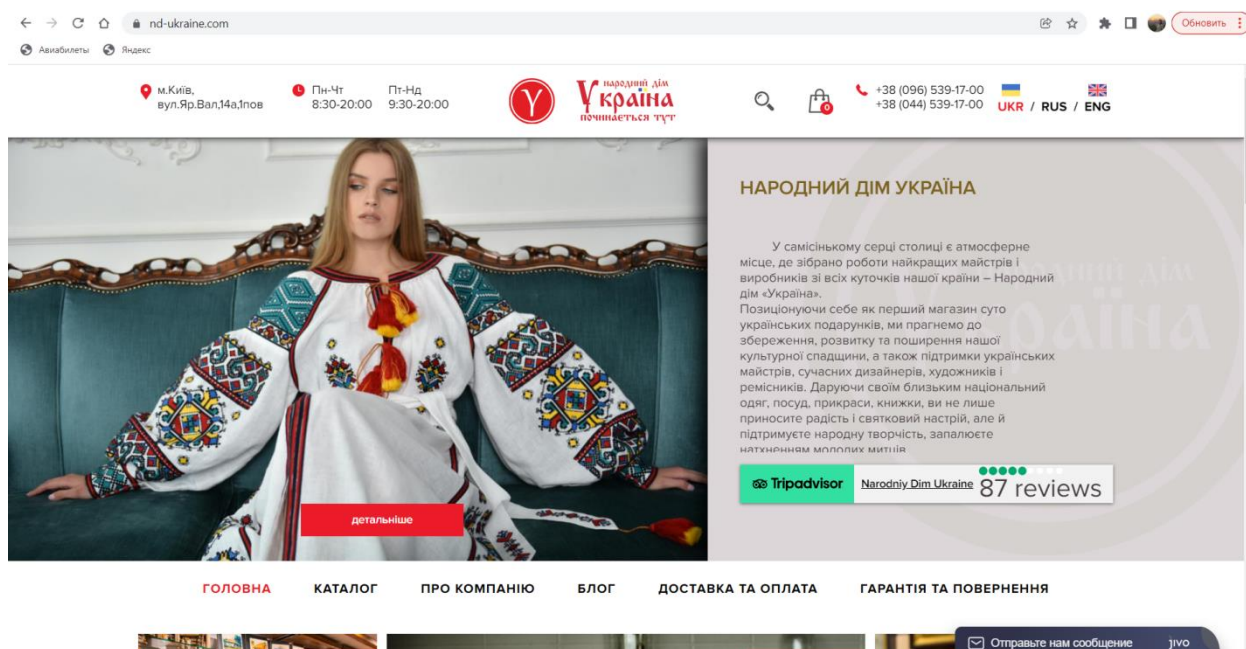 nd-ukraine.com
Обновить
Авиабилеты
Яндекс
м.Київ,
вул.Яр.Вал,14а,1пов
Пн-Чт
8:30-20:00
Пт-Нд
9:30-20:00
народний дім
Україна
починається тут
0
+38 (096) 539-17-00
+38 (044) 539-17-00
UKR / RUS / ENG
НАРОДНИЙ ДІМ УКРАЇНА
У самісінькому серці столиці є атмосферне
місце, де зібрано роботи найкращих майстрів і
виробників зі всіх куточків нашої країни – Народний
дім «Україна».
Позиціонуючи себе як перший магазин суто
українських подарунків, ми прагнемо до
збереження, розвитку та поширення нашої
культурної спадщини, а також підтримки українських
майстрів, сучасних дизайнерів, художників і
ремісників. Даруючи своїм близьким національний
одяг, посуд, прикраси, книжки, ви не лише
приносите радість і святковий настрій, але й
підтримуєте народну творчість, запалюєте
натхненням молодих митців
Tripadvisor
Narodniy Dim Ukraine
87 reviews
детальніше
ГОЛОВНА
КАТАЛОГ
ПРО КОМПАНІЮ
БЛОГ
ДОСТАВКА ТА ОПЛАТА
ГАРАНТІЯ ТА ПОВЕРНЕННЯ
Отправьте нам сообщение
jivo